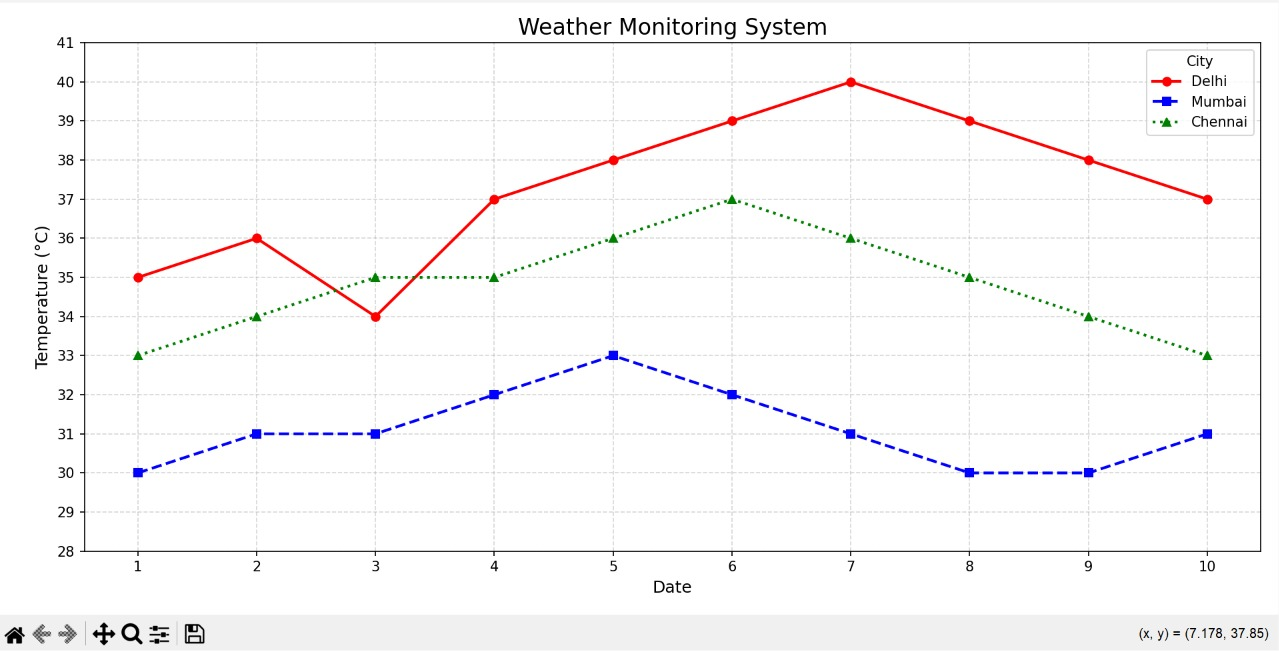 Weather Monitoring System
City
Delhi
Mumbai
Chennai
Temperature (°C)
41
40
39
38
37
36
35
34
33
32
31
30
29
28
1 2 3 4 5 6 7 8 9 10
Date
(x, y) = (7.178, 37.85)